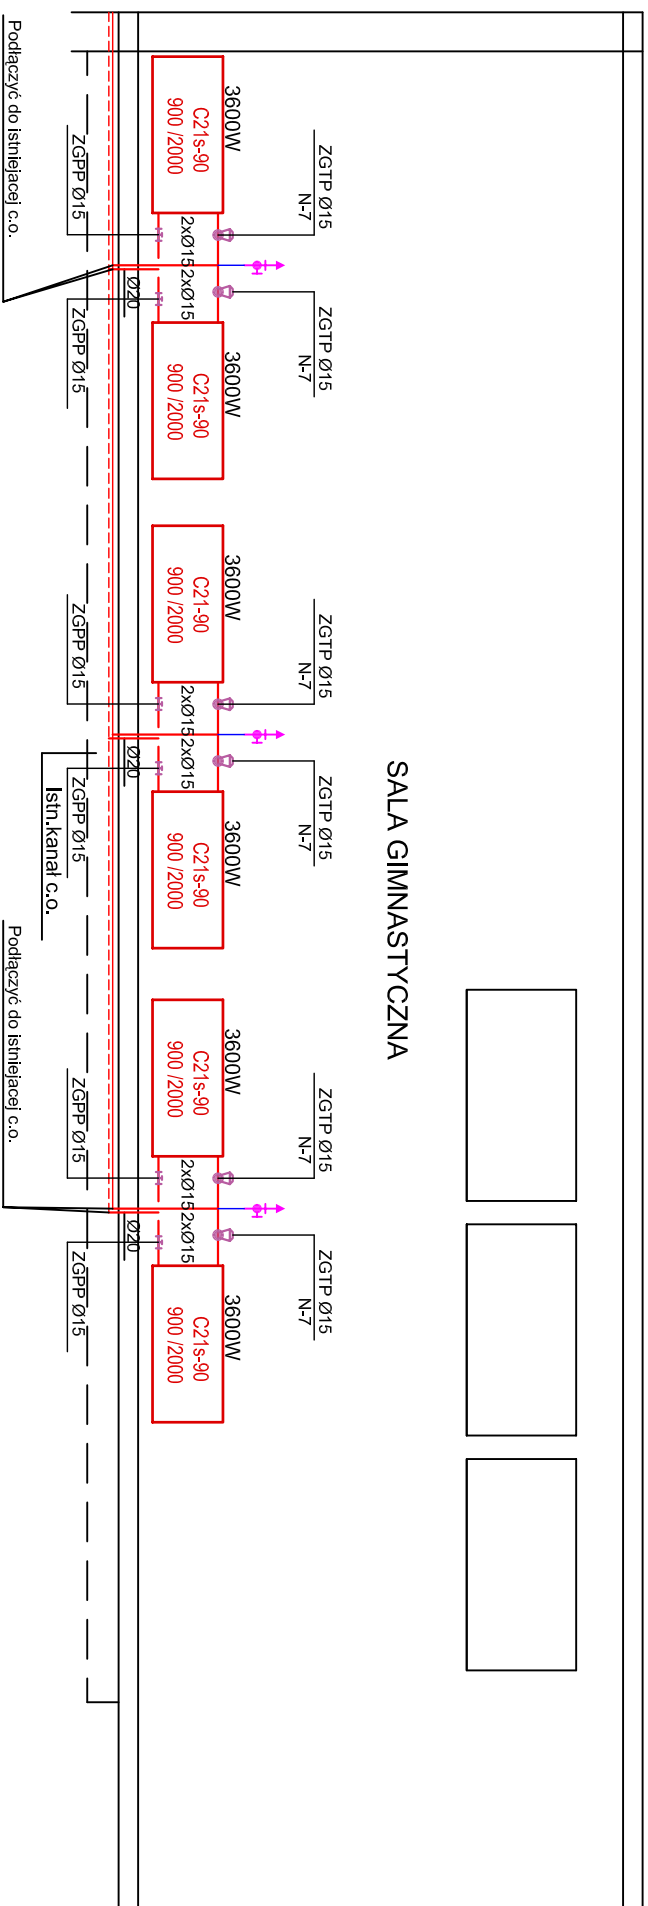 SALA GIMNASTYCZNA
ZGTP Ø15
N-7
ZGTP Ø15
N-7
ZGTP Ø15
N-7
ZGTP Ø15
N-7
ZGTP Ø15
N-7
ZGTP Ø15
N-7
3600W
C21s-90
900 /2000
2xØ15
2xØ15
3600W
C21s-90
900 /2000
3600W
C21-90
900 /2000
2xØ15
2xØ15
3600W
C21s-90
900 /2000
3600W
C21s-90
900 /2000
2xØ15
2xØ15
3600W
C21s-90
900 /2000
Ø20
Ø20
Ø20
ZGPP Ø15
ZGPP Ø15
ZGPP Ø15
ZGPP Ø15
ZGPP Ø15
ZGPP Ø15
Istn.kanał c.o.
Podłączyć do istniejacej c.o.
Podłączyć do istniejacej c.o.